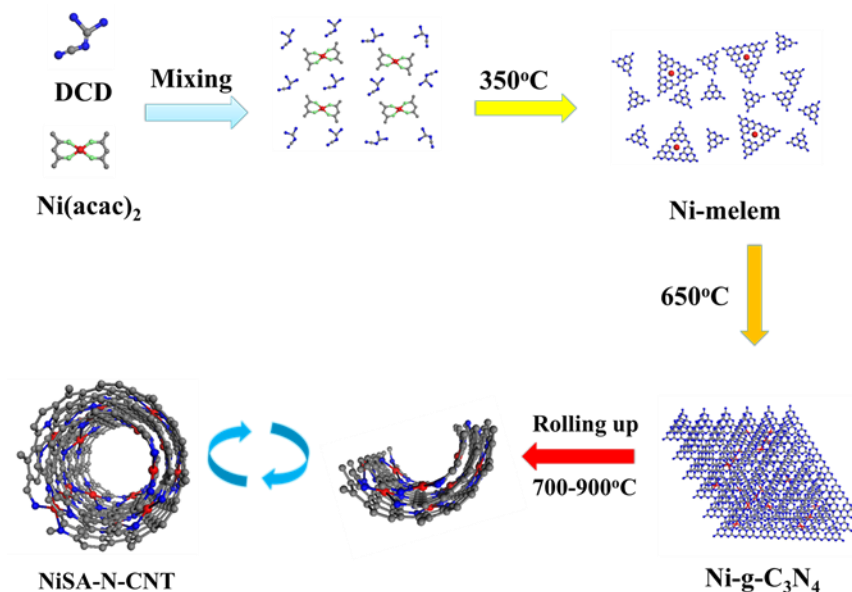 DCD
Mixing
350°C
Ni(acac)₂
Ni-melem
650°C
Rolling up
700-900°C
NiSA-N-CNT
Ni-g-C₃N₄